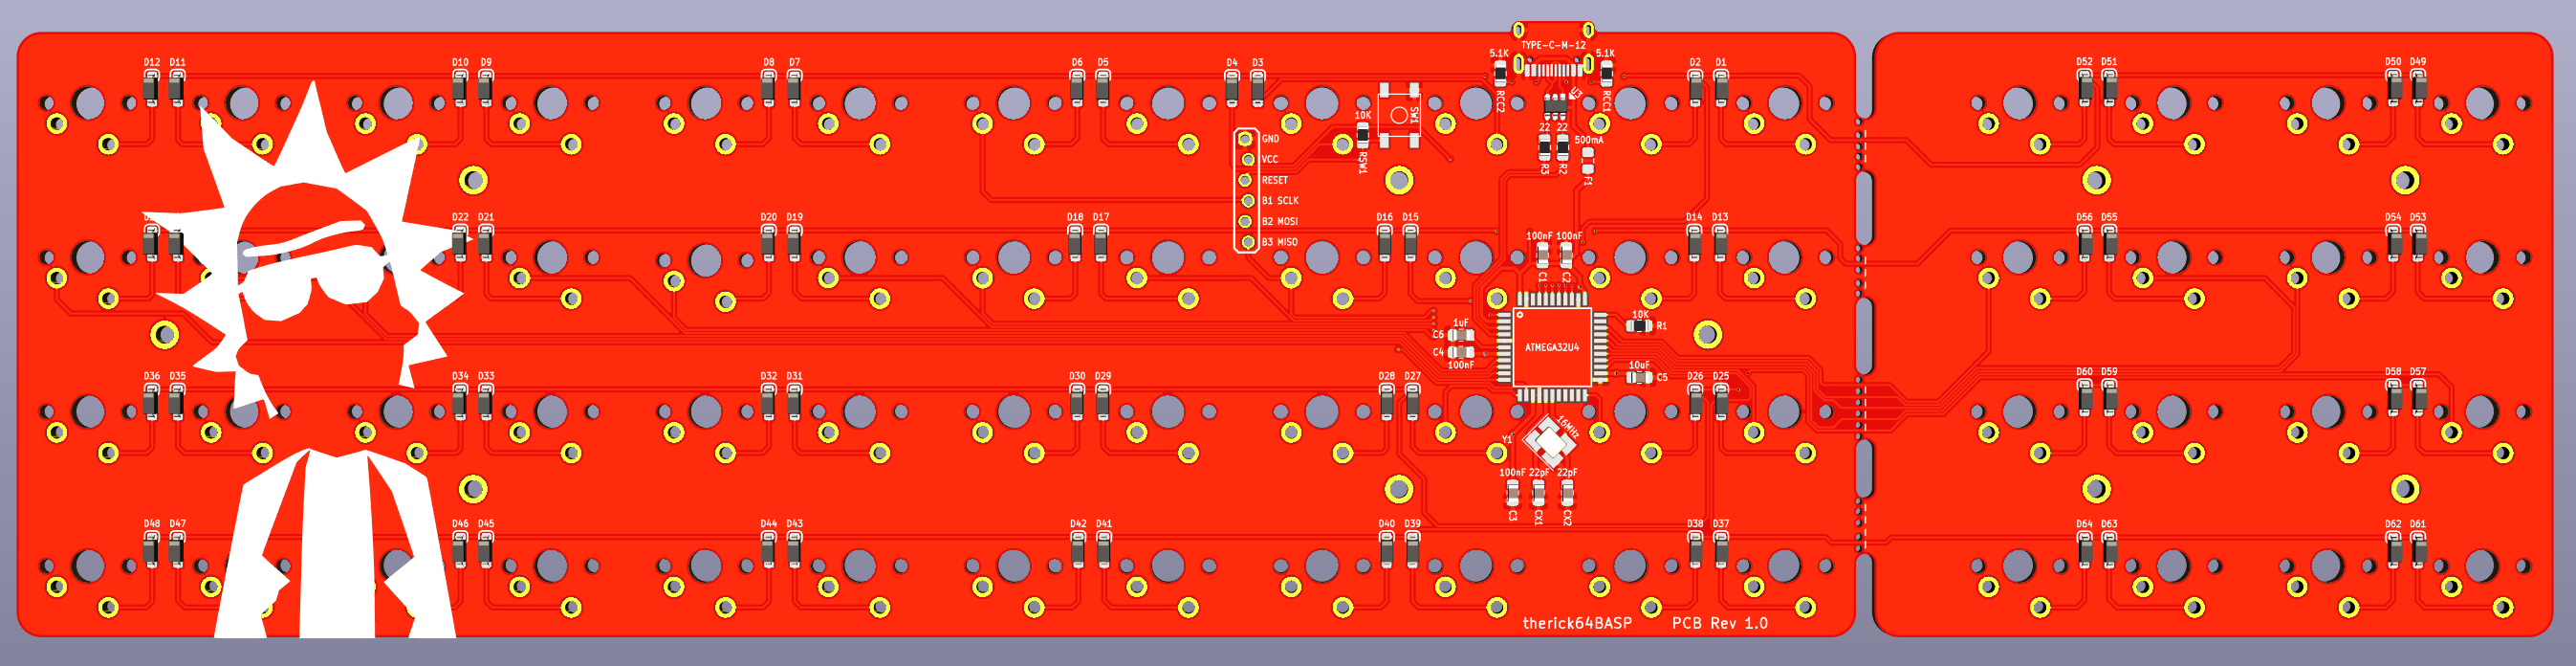 TYPE-C-M-12
5.1K 5.1K
D12 D11 D10 D9 D8 D7 D6 D5 D4 D3 D2 D1 D52 D51 D50 D49
RCC2 RCC1
U3
SW1
10K
RSW1
22 22
500mA
R3 R2 F1
GND
VCC
RESET
B1 SCLK
B2 MOSI
B3 MISO
D22 D21 D20 D19 D18 D17 D16 D15 D14 D13 D56 D55 D54 D53
100nF 100nF
C1 C2
10K
R1
1uF
C6
ATMEGA32U4
C4
100nF
10uF
C5
D36 D35 D34 D33 D32 D31 D30 D29 D28 D27 D26 D25 D60 D59 D58 D57
16MHz
Y1
100nF 22pF 22pF
C3 CX1 CX2
D48 D47 D46 D45 D44 D43 D42 D41 D40 D39 D38 D37 D64 D63 D62 D61
therick64BASP PCB Rev 1.0